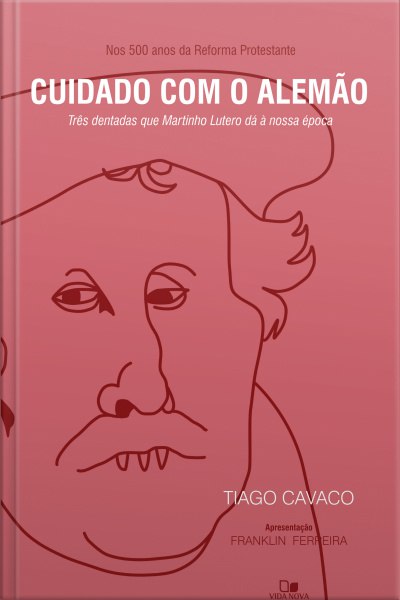 Nos 500 anos da Reforma Protestante
CUIDADO COM O ALEMÃO
Três dentadas que Martinho Lutero dá à nossa época
TIAGO CAVACO
Apresentação
FRANKLIN FERREIRA
VIDA NOVA